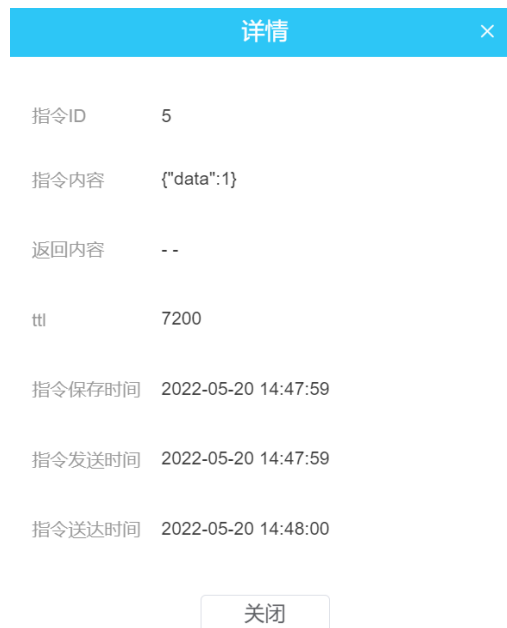 详情 ×
指令ID 5
指令内容 {"data":1}
返回内容 - -
ttl 7200
指令保存时间 2022-05-20 14:47:59
指令发送时间 2022-05-20 14:47:59
指令送达时间 2022-05-20 14:48:00
关闭